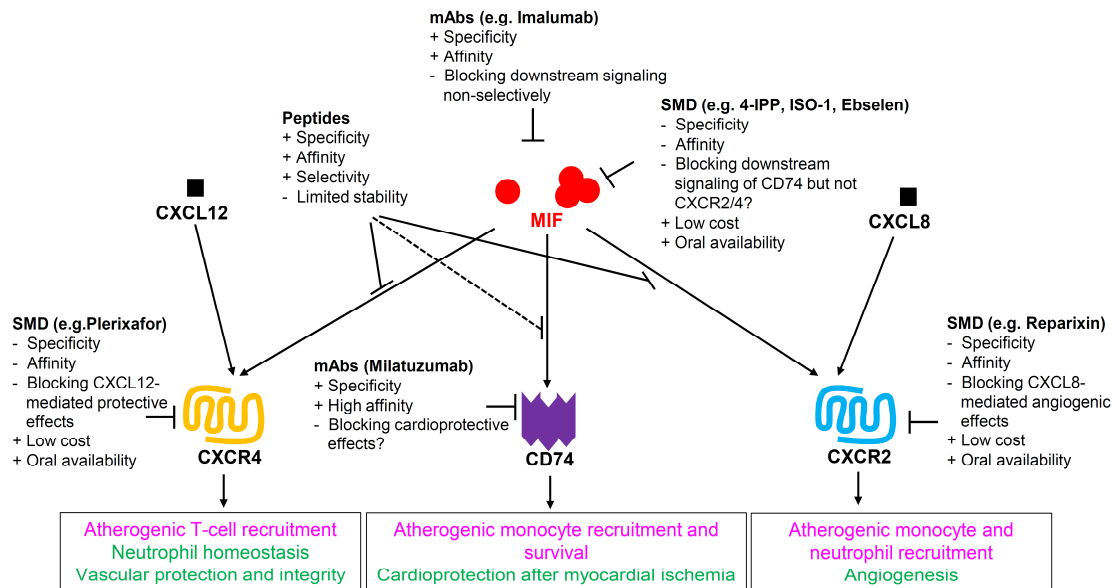 mAbs (e.g. Imalumab)
+ Specificity
+ Affinity
- Blocking downstream signaling
non-selectively
Peptides
+ Specificity
+ Affinity
+ Selectivity
- Limited stability
SMD (e.g. 4-IPP, ISO-1, Ebselen)
- Specificity
- Affinity
- Blocking downstream
signaling of CD74 but not
CXCR2/4?
+ Low cost
+ Oral availability
CXCL12
MIF
CXCL8
SMD (e.g.Plerixafor)
- Specificity
- Affinity
- Blocking CXCL12-
mediated protective
effects
+ Low cost
+ Oral availability
mAbs (Milatuzumab)
+ Specificity
+ High affinity
- Blocking cardioprotective
effects?
SMD (e.g. Reparixin)
- Specificity
- Affinity
- Blocking CXCL8-
mediated angiogenic
effects
+ Low cost
+ Oral availability
CXCR4
CD74
CXCR2
Atherogenic T-cell recruitment
Neutrophil homeostasis
Vascular protection and integrity
Atherogenic monocyte recruitment and
survival
Cardioprotection after myocardial ischemia
Atherogenic monocyte and
neutrophil recruitment
Angiogenesis